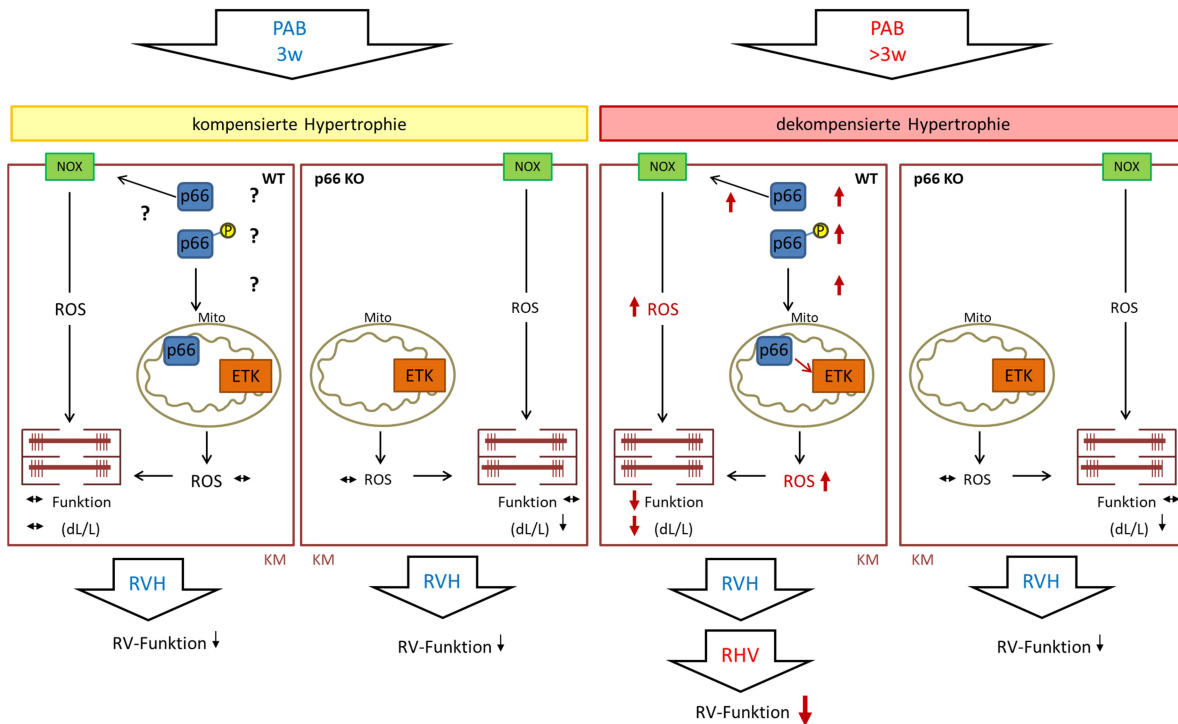 PAB
3w
PAB
>3w
kompensierte Hypertrophie
dekompensierte Hypertrophie
NOX
WT
p66
?
?
p66
P
?
?
ROS
Mito
p66
ETK
ROS
Funktion
(dL/L)
KM
p66 KO
NOX
ROS
Mito
ETK
ROS
Funktion
(dL/L)
KM
NOX
WT
p66
p66
P
ROS
Mito
p66
ETK
ROS
Funktion
(dL/L)
KM
p66 KO
NOX
ROS
Mito
ETK
ROS
Funktion
(dL/L)
KM
RVH
RV-Funktion
RVH
RV-Funktion
RVH
RHV
RV-Funktion
RVH
RV-Funktion